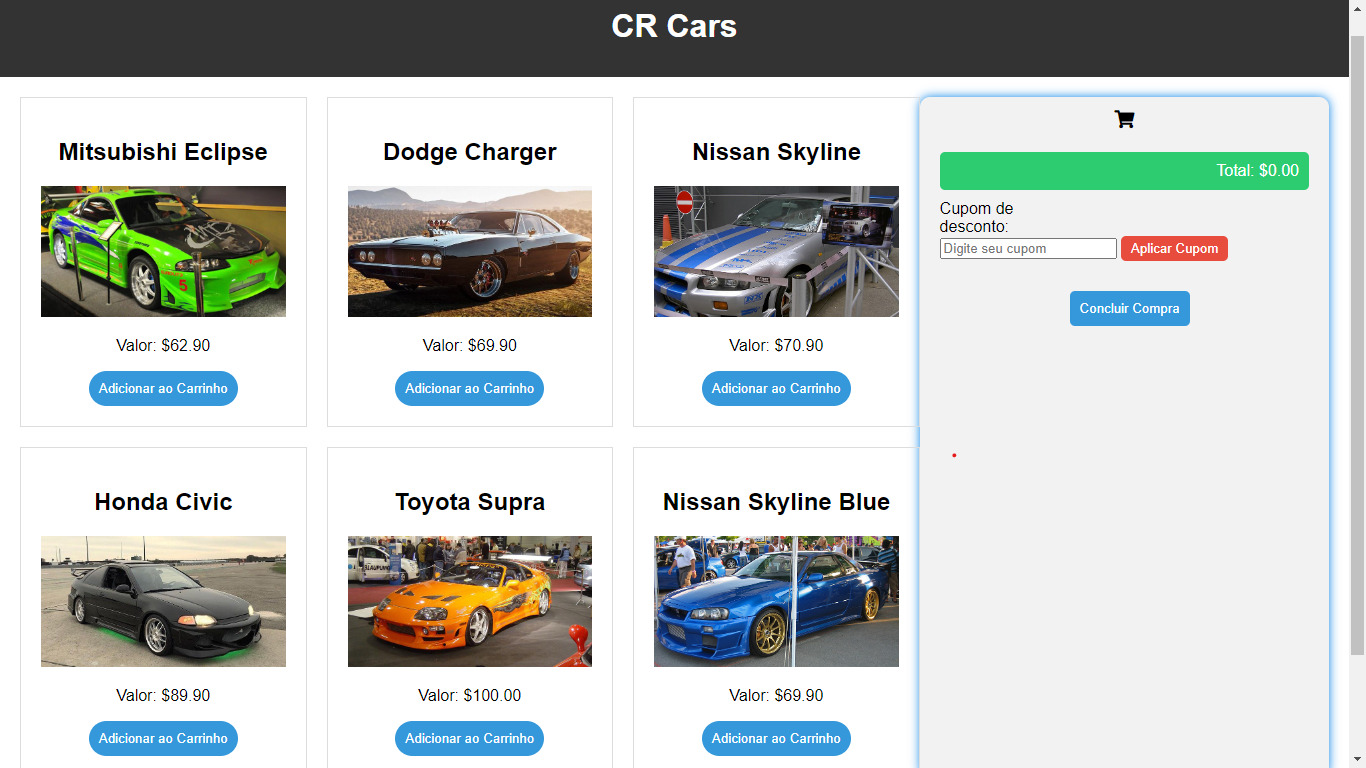 CR Cars
Mitsubishi Eclipse
Valor: $62.90
Adicionar ao Carrinho
Dodge Charger
Valor: $69.90
Adicionar ao Carrinho
Nissan Skyline
Valor: $70.90
Adicionar ao Carrinho
Honda Civic
Valor: $89.90
Adicionar ao Carrinho
Toyota Supra
Valor: $100.00
Adicionar ao Carrinho
Nissan Skyline Blue
Valor: $69.90
Adicionar ao Carrinho
Total: $0.00
Cupom de
desconto:
Digite seu cupom
Aplicar Cupom
Concluir Compra